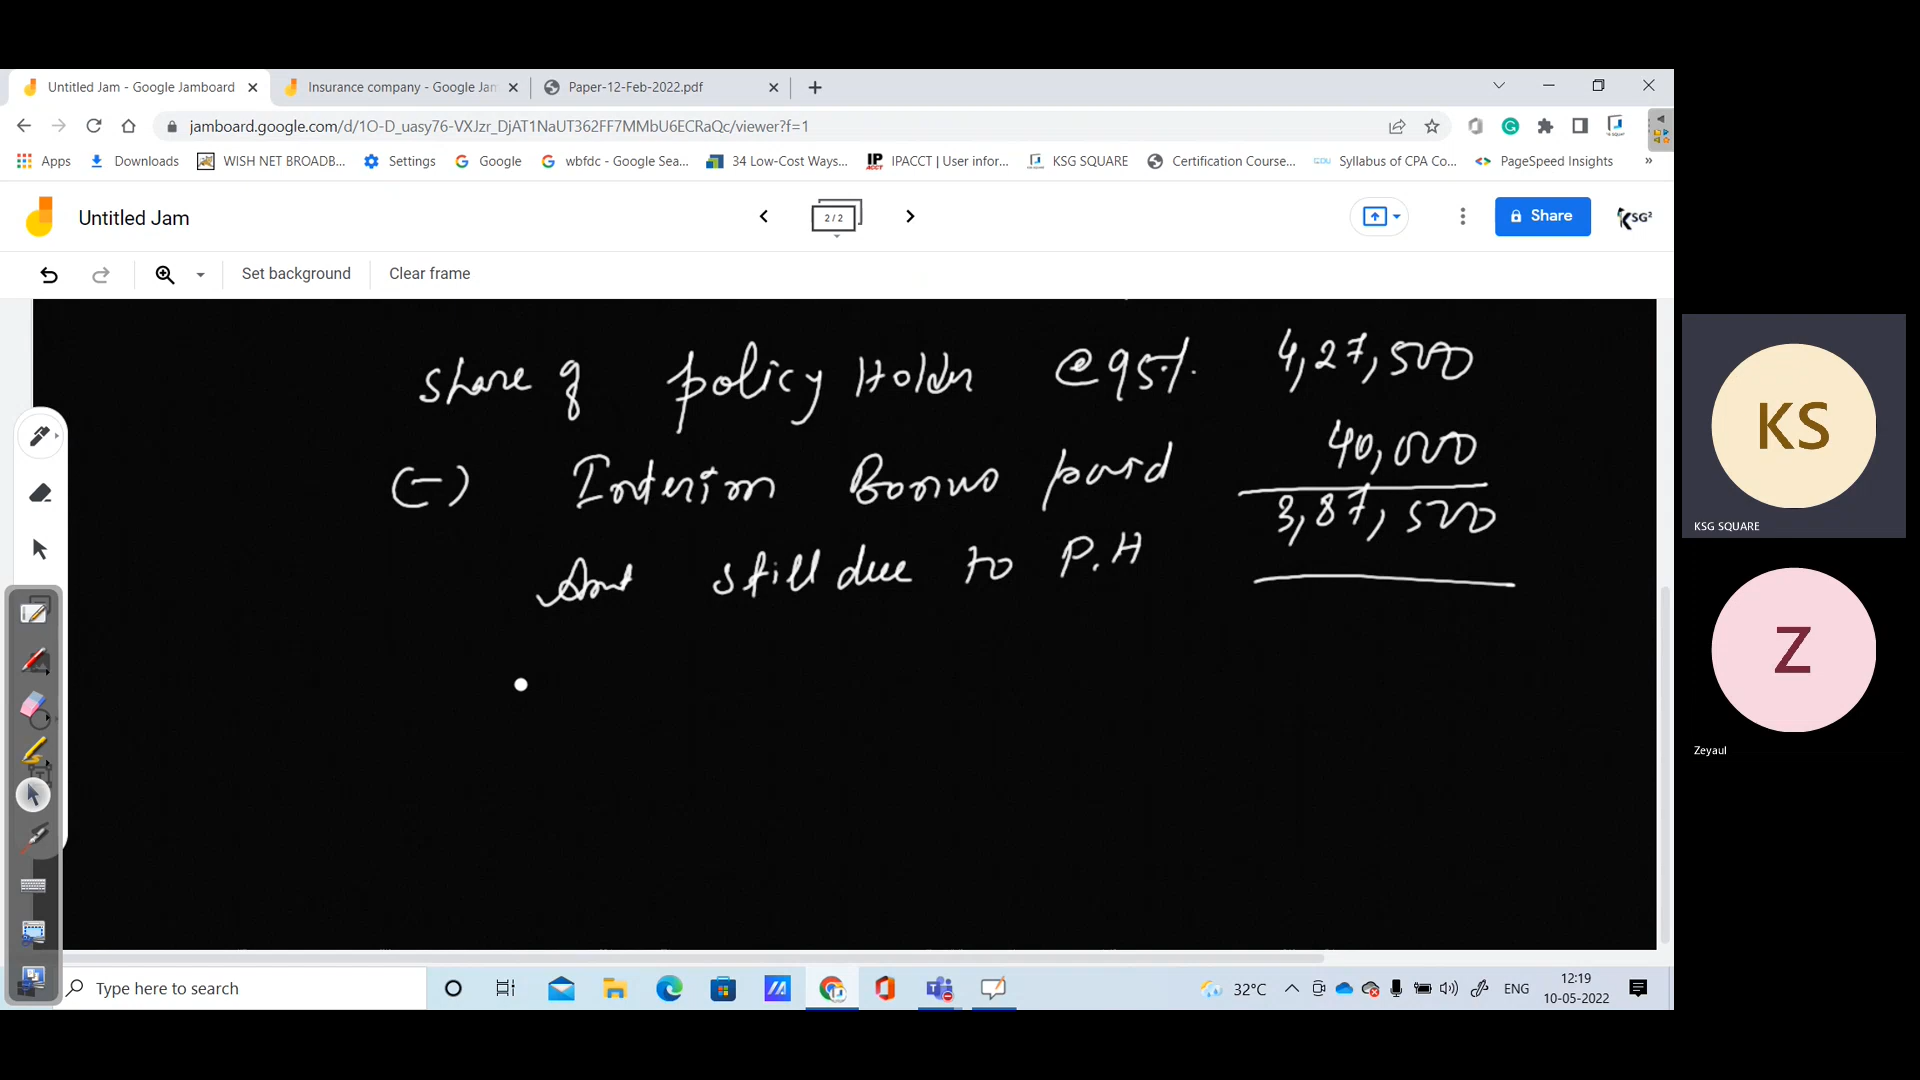 Untitled Jam - Google Jamboard
Insurance company - Google Jam
Paper-12-Feb-2022.pdf
jamboard.google.com/d/1O-D_uasy76-VXJzr_DjAT1NaUT362FF7MMbU6ECRaQc/viewer?f=1
Apps Downloads WISH NET BROADB... Settings Google wbfdc - Google Sea... 34 Low-Cost Ways... IPACCT | User infor... KSG SQUARE Certification Course... Syllabus of CPA Co... PageSpeed Insights »
Untitled Jam
2 / 2
Share
KSG²
Set background Clear frame
Share of policy Holder @95%. 4,27,500
(-) Interim Bonus paid 40,000
Amt still due to P.H 3,87,500
KS
KSG SQUARE
Z
Zeyaul
Type here to search
32°C
ENG
12:19
10-05-2022